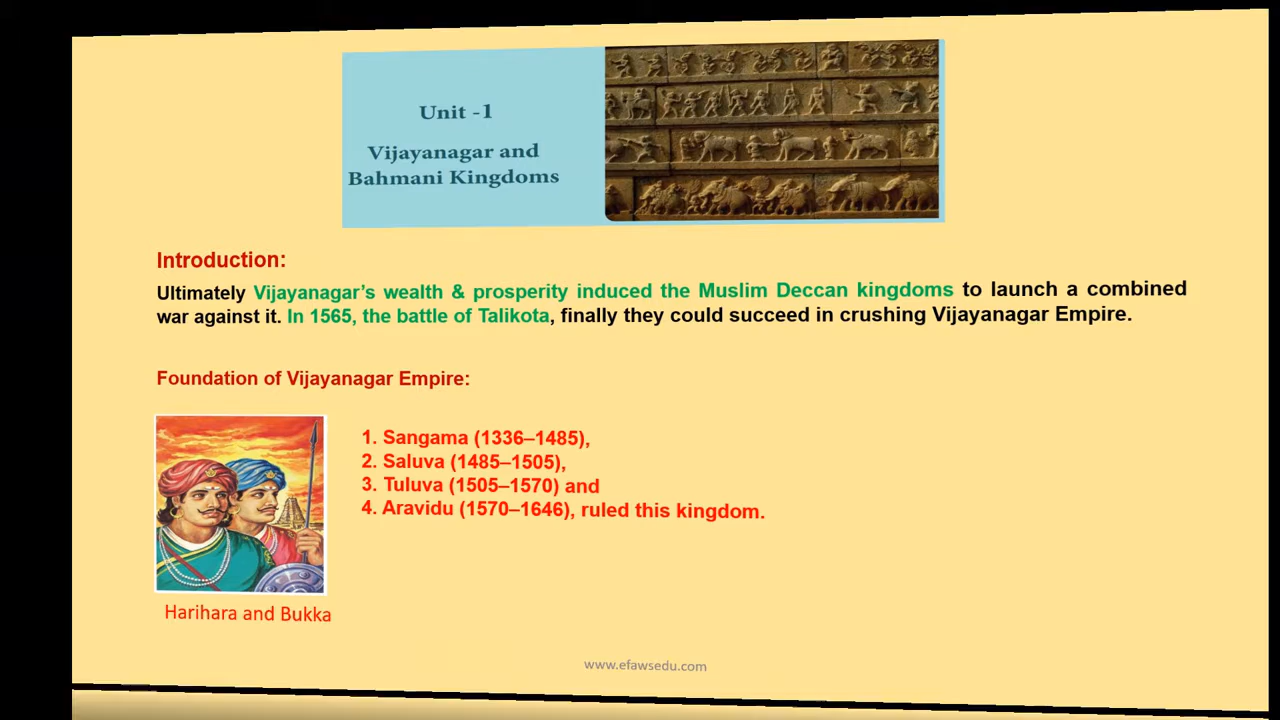 Unit -1
Vijayanagar and
Bahmani Kingdoms
Introduction:
Ultimately Vijayanagar's wealth & prosperity induced the Muslim Deccan kingdoms to launch a combined
war against it. In 1565, the battle of Talikota, finally they could succeed in crushing Vijayanagar Empire.
Foundation of Vijayanagar Empire:
1. Sangama (1336–1485),
2. Saluva (1485–1505),
3. Tuluva (1505–1570) and
4. Aravidu (1570–1646), ruled this kingdom.
Harihara and Bukka
www.efawsedu.com